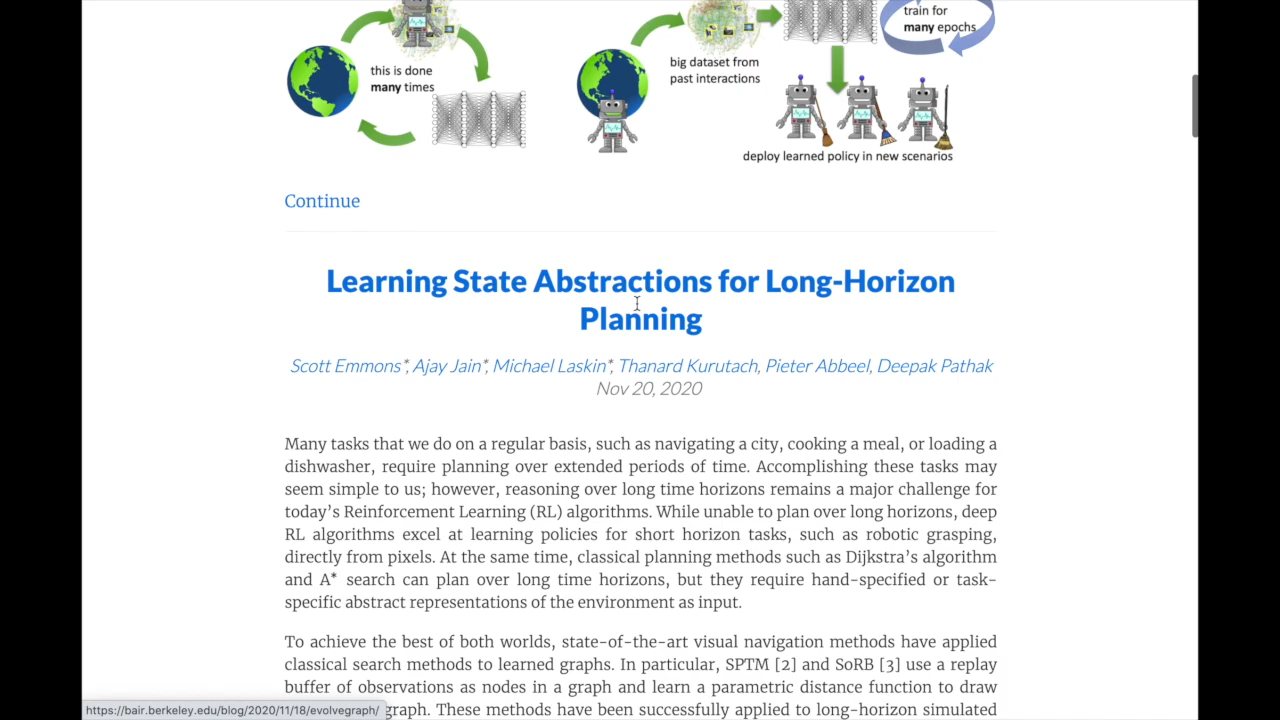 train for
many epochs
this is done
many times
big dataset from
past interactions
deploy learned policy in new scenarios
Continue
Learning State Abstractions for Long-Horizon
Planning
Scott Emmons*, Ajay Jain*, Michael Laskin*, Thanard Kurutach, Pieter Abbeel, Deepak Pathak
Nov 20, 2020
Many tasks that we do on a regular basis, such as navigating a city, cooking a meal, or loading a
dishwasher, require planning over extended periods of time. Accomplishing these tasks may
seem simple to us; however, reasoning over long time horizons remains a major challenge for
today's Reinforcement Learning (RL) algorithms. While unable to plan over long horizons, deep
RL algorithms excel at learning policies for short horizon tasks, such as robotic grasping,
directly from pixels. At the same time, classical planning methods such as Dijkstra's algorithm
and A* search can plan over long time horizons, but they require hand-specified or task-
specific abstract representations of the environment as input.
To achieve the best of both worlds, state-of-the-art visual navigation methods have applied
classical search methods to learned graphs. In particular, SPTM [2] and SoRB [3] use a replay
buffer of observations as nodes in a graph and learn a parametric distance function to draw
graph. These methods have been successfully applied to long-horizon simulated
https://bair.berkeley.edu/blog/2020/11/18/evolvegraph/